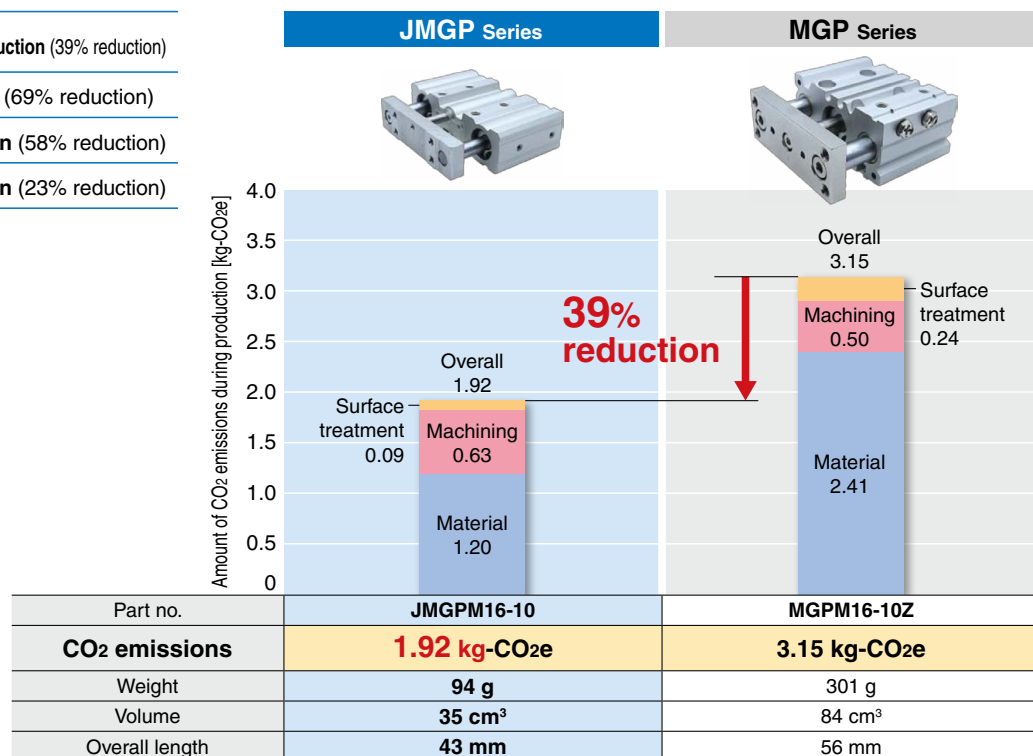 (39% reduction)
(69% reduction)
(58% reduction)
(23% reduction)
JMGP Series
MGP Series
Amount of CO2 emissions during production [kg-CO2e]
4.0
3.5
3.0
2.5
2.0
1.5
1.0
0.5
0
Overall
1.92
Surface
treatment
0.09
Machining
0.63
Material
1.20
39%
reduction
Overall
3.15
Surface
treatment
0.24
Machining
0.50
Material
2.41
Part no. JMGPM16-10 MGPM16-10Z
CO2 emissions 1.92 kg-CO2e 3.15 kg-CO2e
Weight 94 g 301 g
Volume 35 cm³ 84 cm³
Overall length 43 mm 56 mm